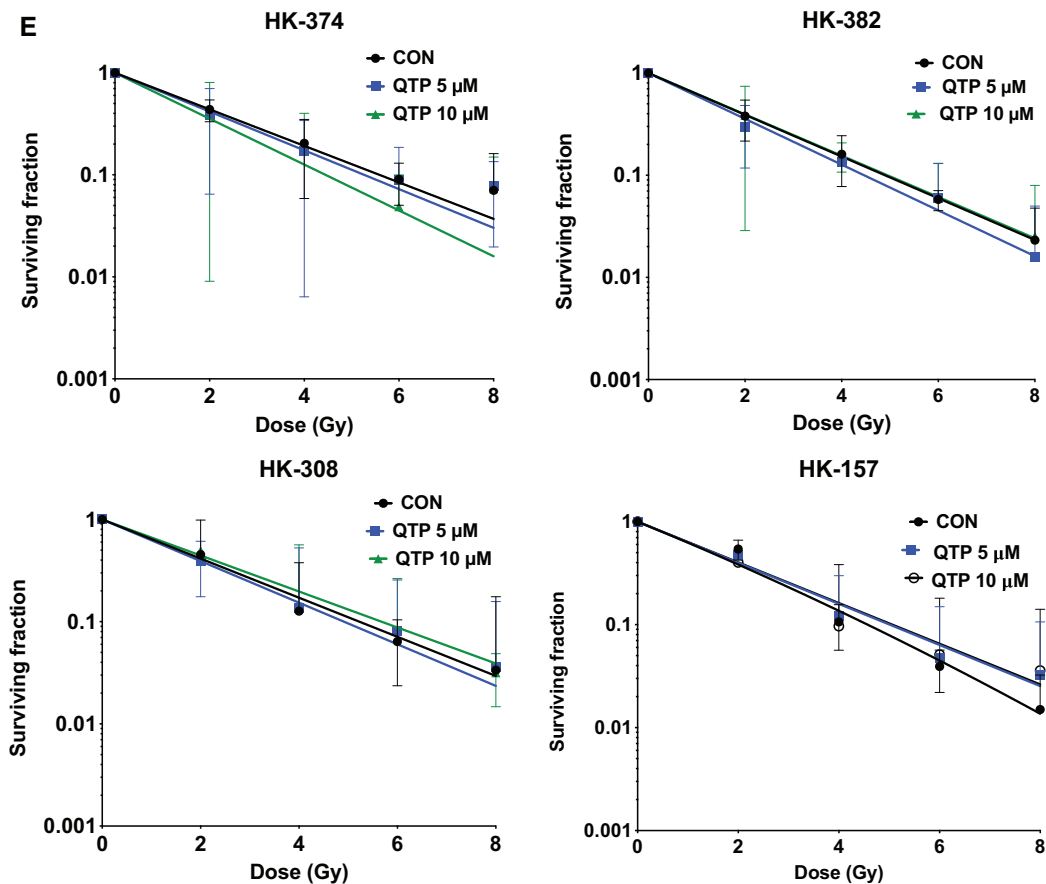 E
HK-374
CON
QTP 5 µM
QTP 10 µM
1
0.1
0.01
0.001
Surviving fraction
0 2 4 6 8
Dose (Gy)
HK-382
CON
QTP 5 µM
QTP 10 µM
1
0.1
0.01
0.001
Surviving fraction
0 2 4 6 8
Dose (Gy)
HK-308
CON
QTP 5 µM
QTP 10 µM
1
0.1
0.01
0.001
Surviving fraction
0 2 4 6 8
Dose (Gy)
HK-157
CON
QTP 5 µM
QTP 10 µM
1
0.1
0.01
0.001
Surviving fraction
0 2 4 6 8
Dose (Gy)